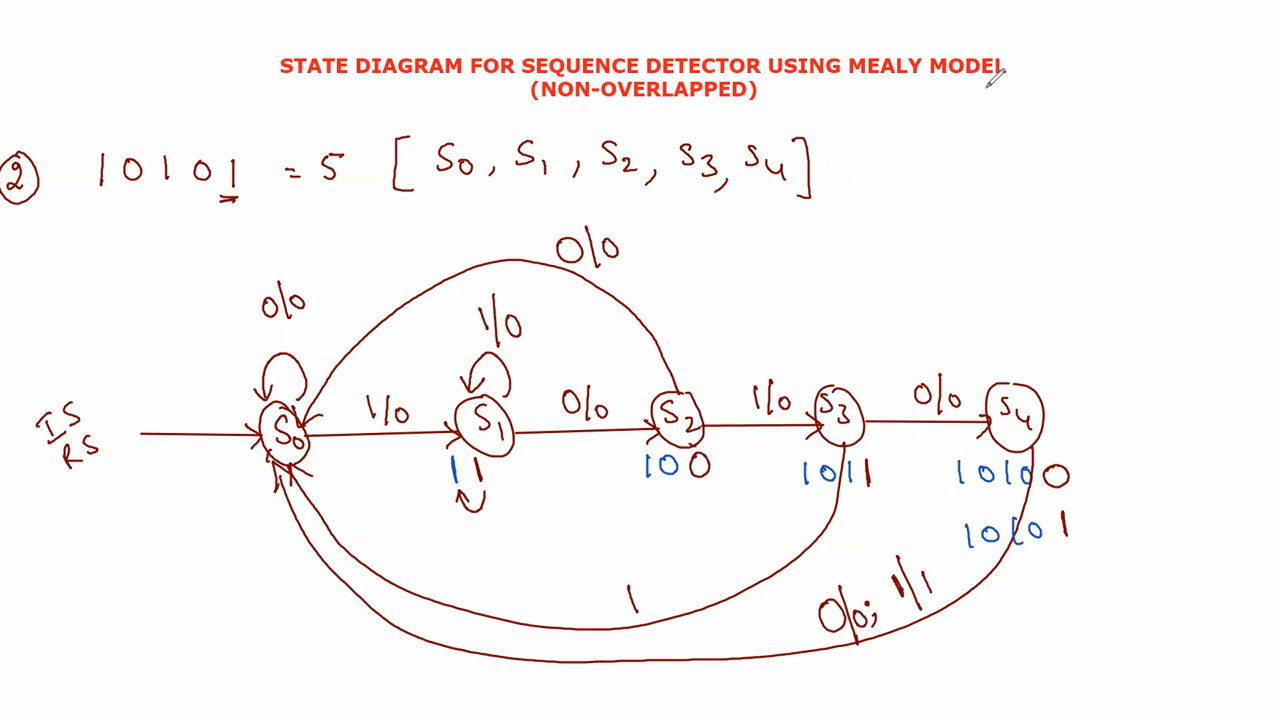 STATE DIAGRAM FOR SEQUENCE DETECTOR USING MEALY MODEL
(NON-OVERLAPPED)
2 10101 = 5 [ S0, S1, S2, S3, S4 ]
0/0
0/0
1/0
IS
RS
S0
1/0
S1
0/0
S2
1/0
S3
0/0
S4
11
100
1011
10100
10101
1
0/0; 1/1